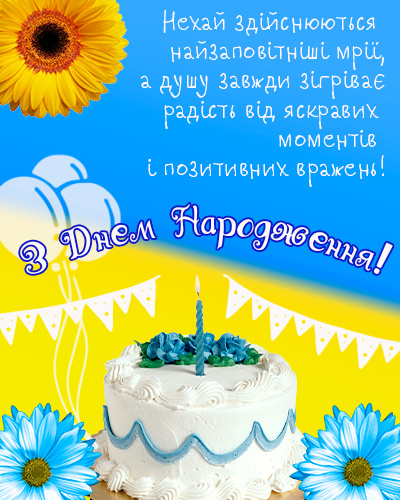 Нехай здійснюються
найзаповітніші мрії,
а душу завжди зігріває
радість від яскравих
моментів
і позитивних вражень!
З Днем Народження!